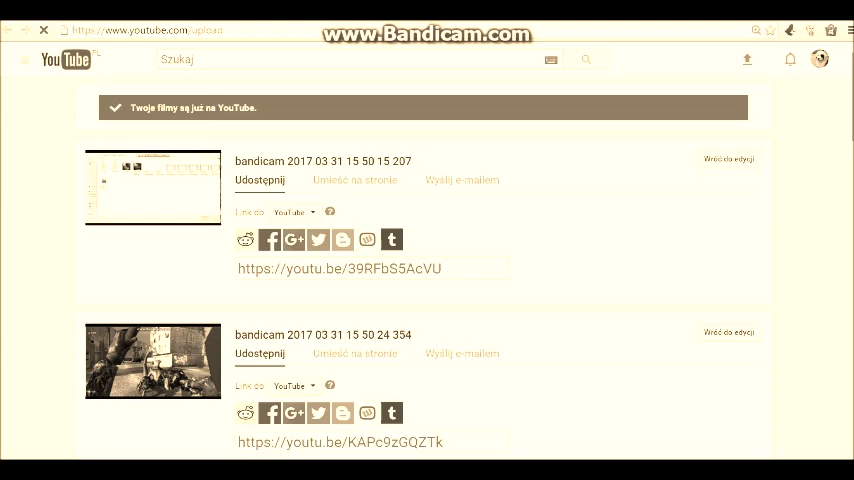 https://www.youtube.com/upload
www.Bandicam.com
YouTube PL
Szukaj
Twoje filmy są już na YouTube.
bandicam 2017 03 31 15 50 15 207
Wróć do edycji
Udostępnij Umieść na stronie Wyślij e-mailem
Link do YouTube ?
https://youtu.be/39RFbS5AcVU
bandicam 2017 03 31 15 50 24 354
Wróć do edycji
Udostępnij Umieść na stronie Wyślij e-mailem
Link do YouTube ?
https://youtu.be/KAPc9zGQZTk